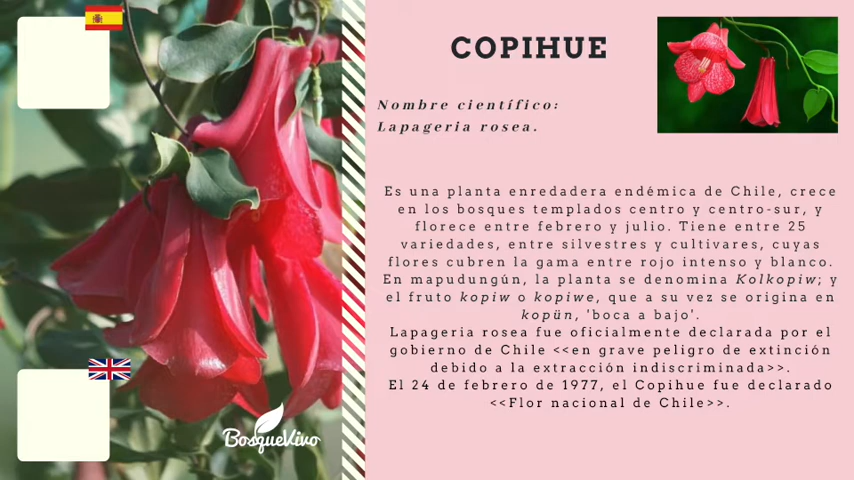 COPIHUE
Nombre científico:
Lapageria rosea.
Es una planta enredadera endémica de Chile, crece
en los bosques templados centro y centro-sur, y
florece entre febrero y julio. Tiene entre 25
variedades, entre silvestres y cultivares, cuyas
flores cubren la gama entre rojo intenso y blanco.
En mapudungún, la planta se denomina Kolkopiw; y
el fruto kopiw o kopiwe, que a su vez se origina en
kopün, 'boca a bajo'.
Lapageria rosea fue oficialmente declarada por el
gobierno de Chile <<en grave peligro de extinción
debido a la extracción indiscriminada>>.
El 24 de febrero de 1977, el Copihue fue declarado
<<Flor nacional de Chile>>.
BosqueVivo